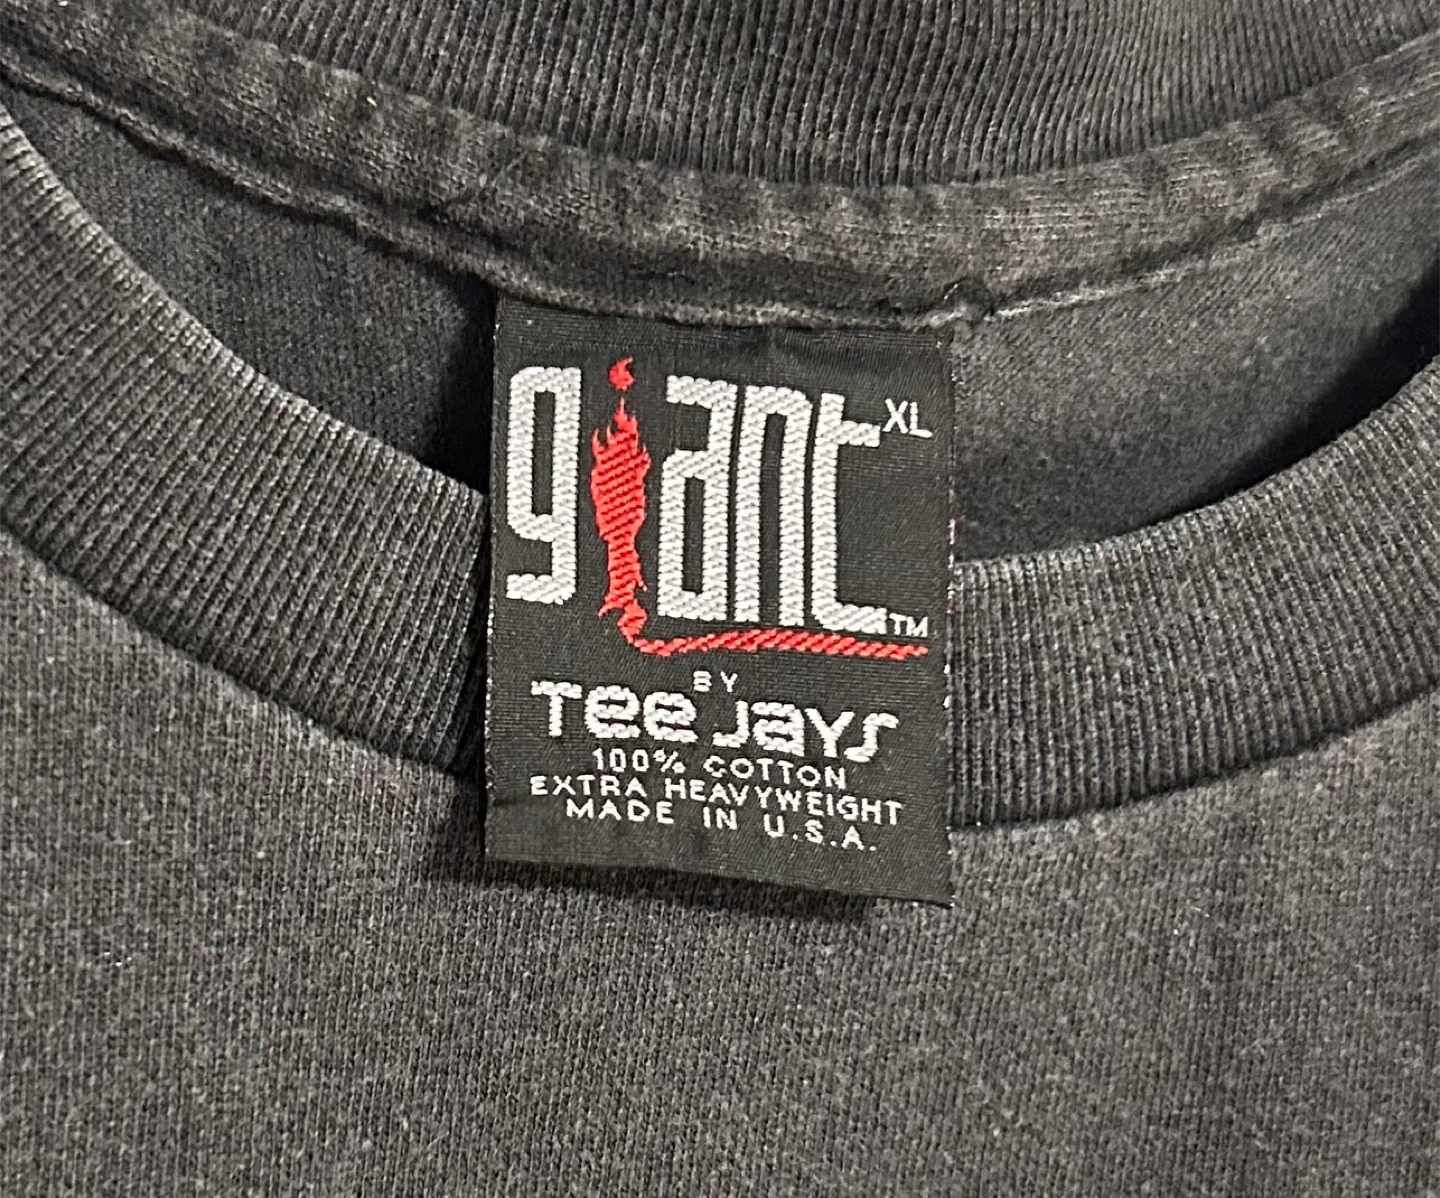 giant XL
TM
BY
Tee Jays
100% COTTON
EXTRA HEAVYWEIGHT
MADE IN U.S.A.